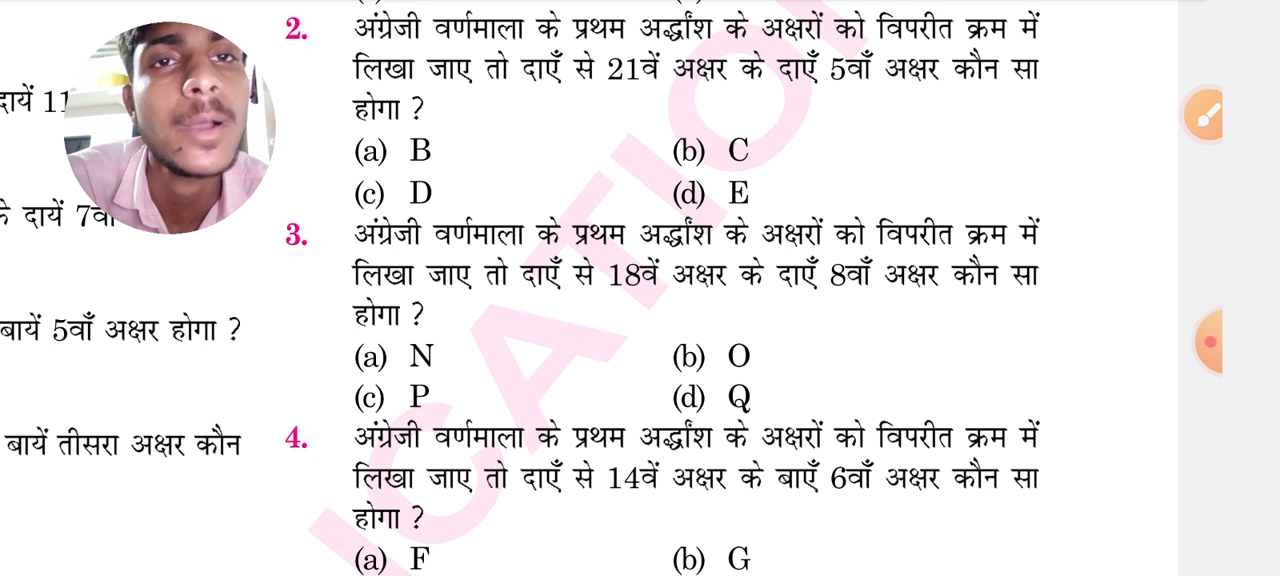 दायें 11
के दायें 7वाँ
बायें 5वाँ अक्षर होगा ?
बायें तीसरा अक्षर कौन
2. अंग्रेजी वर्णमाला के प्रथम अर्द्धांश के अक्षरों को विपरीत क्रम में
लिखा जाए तो दाएँ से 21वें अक्षर के दाएँ 5वाँ अक्षर कौन सा
होगा ?
(a) B (b) C
(c) D (d) E
3. अंग्रेजी वर्णमाला के प्रथम अर्द्धांश के अक्षरों को विपरीत क्रम में
लिखा जाए तो दाएँ से 18वें अक्षर के दाएँ 8वाँ अक्षर कौन सा
होगा ?
(a) N (b) O
(c) P (d) Q
4. अंग्रेजी वर्णमाला के प्रथम अर्द्धांश के अक्षरों को विपरीत क्रम में
लिखा जाए तो दाएँ से 14वें अक्षर के बाएँ 6वाँ अक्षर कौन सा
होगा ?
(a) F (b) G
ICATION